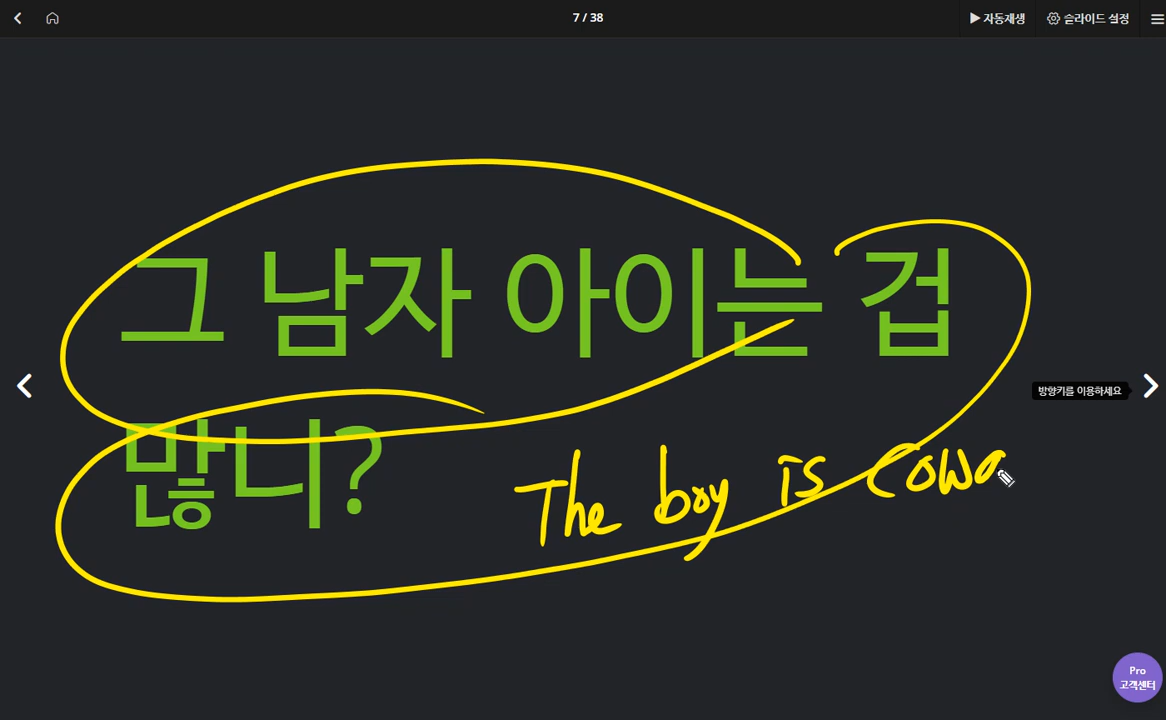 7 / 38
▶ 자동재생
슬라이드 설정
그 남자 아이는 겁
많니?
방향키를 이용하세요
The boy is cowa
Pro
고객센터